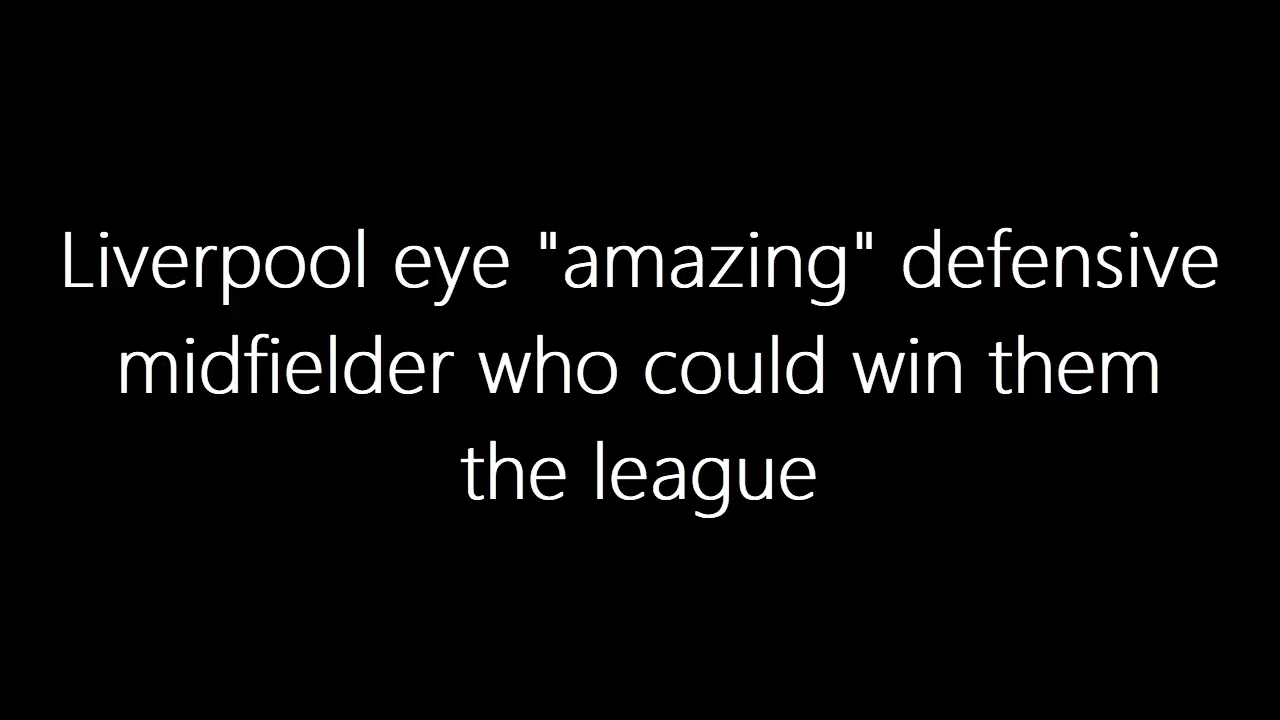 Liverpool eye "amazing" defensive
midfielder who could win them
the league